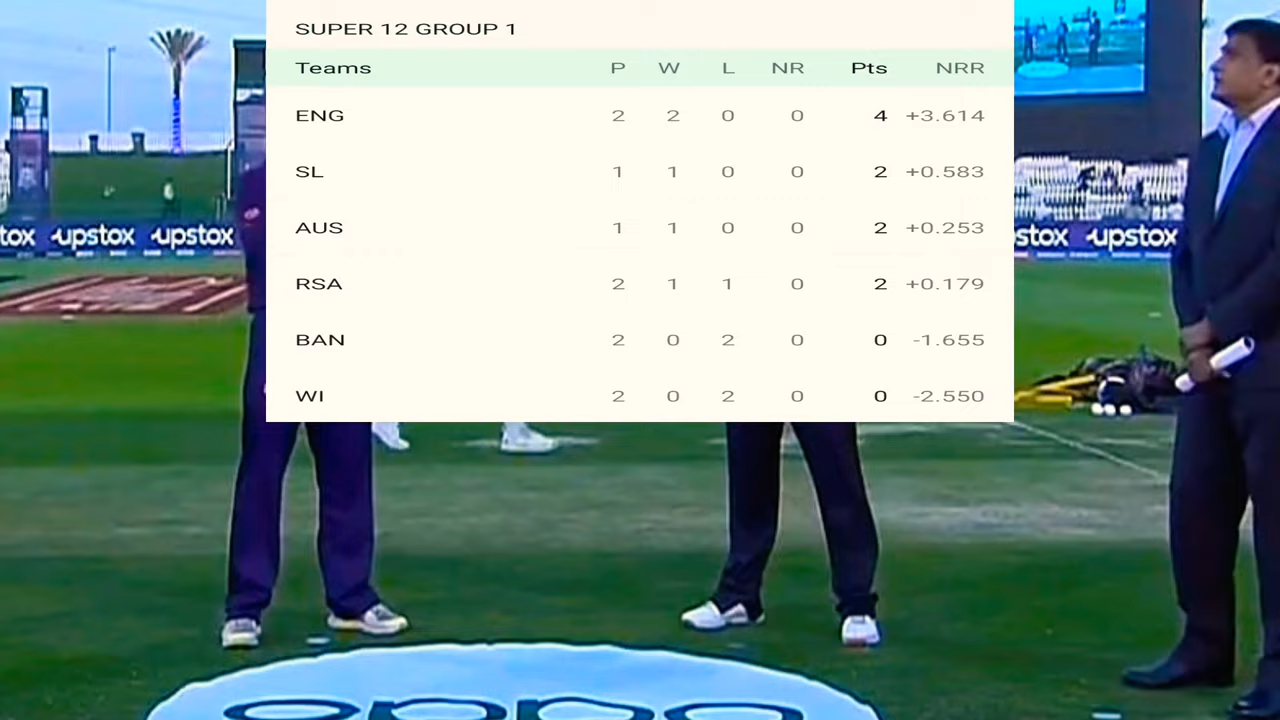 SUPER 12 GROUP 1
Teams P W L NR Pts NRR
ENG 2 2 0 0 4 +3.614
SL 1 1 0 0 2 +0.583
AUS 1 1 0 0 2 +0.253
RSA 2 1 1 0 2 +0.179
BAN 2 0 2 0 0 -1.655
WI 2 0 2 0 0 -2.550
tox upstox upstox
stox upstox
oppo